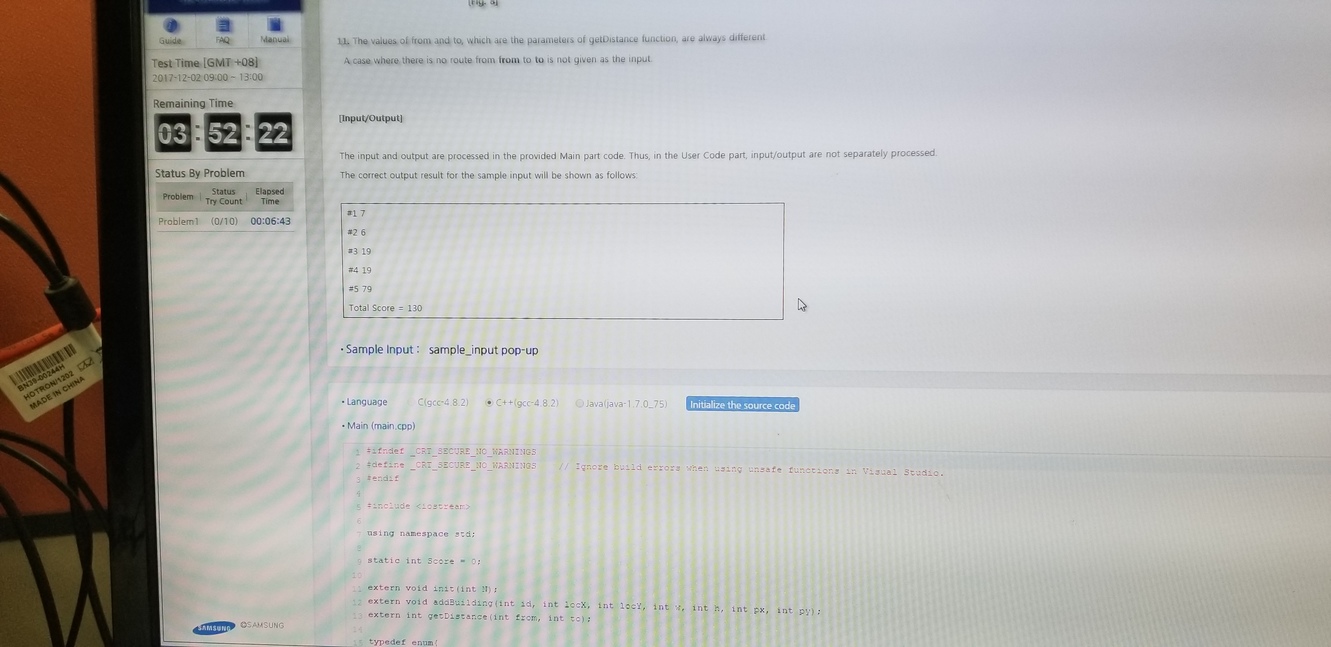 [Fig. 5]
Guide FAQ Manual
11. The values of from and to, which are the parameters of getDistance function, are always different.
A case where there is no route from from to to is not given as the input.
Test Time [GMT +08]
2017-12-02 09:00 ~ 13:00
Remaining Time
03:52:22
[Input/Output]
The input and output are processed in the provided Main part code. Thus, in the User Code part, input/output are not separately processed.
The correct output result for the sample input will be shown as follows.
Status By Problem
Problem Status Try Count Elapsed Time
Problem1 (0/10) 00:06:43
#1 7
#2 6
#3 19
#4 19
#5 79
Total Score = 130
• Sample Input : sample_input pop-up
• Language C(gcc-4.8.2) C++(gcc-4.8.2) Java(java-1.7.0_75) Initialize the source code
• Main (main.cpp)
1 #ifndef _CRT_SECURE_NO_WARNINGS
2 #define _CRT_SECURE_NO_WARNINGS // Ignore build errors when using unsafe functions in Visual Studio.
3 #endif
4
5 #include <iostream>
6
7 using namespace std;
8
9 static int Score = 0;
10
11 extern void init(int N);
12 extern void addBuilding(int id, int locX, int locY, int w, int h, int px, int py);
13 extern int getDistance(int from, int to);
14
15 typedef enum{
SAMSUNG ©SAMSUNG
BN39-00244H
HOTRON/1202
MADE IN CHINA